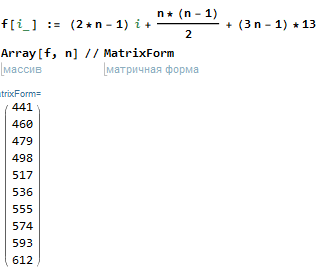 f[i_] := (2*n-1) i + n*(n-1)/2 + (3 n-1)*13
Array[f, n] // MatrixForm
массив матричная форма
trixForm=
441
460
479
498
517
536
555
574
593
612